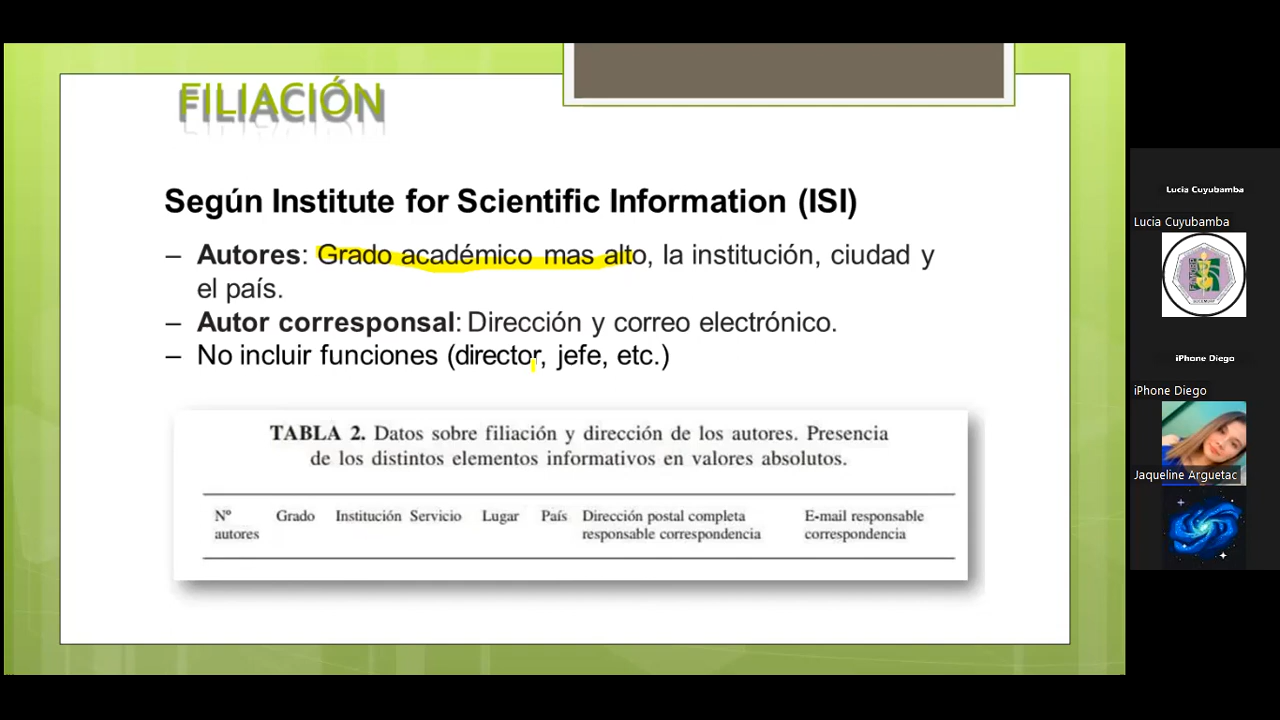 FILIACIÓN
Según Institute for Scientific Information (ISI)
– Autores: Grado académico mas alto, la institución, ciudad y
el país.
– Autor corresponsal: Dirección y correo electrónico.
– No incluir funciones (director, jefe, etc.)
TABLA 2. Datos sobre filiación y dirección de los autores. Presencia
de los distintos elementos informativos en valores absolutos.
Nº autores Grado Institución Servicio Lugar País Dirección postal completa responsable correspondencia E-mail responsable correspondencia
Lucia Cuyubamba
Lucia Cuyubamba
iPhone Diego
iPhone Diego
Jaqueline Arguetac